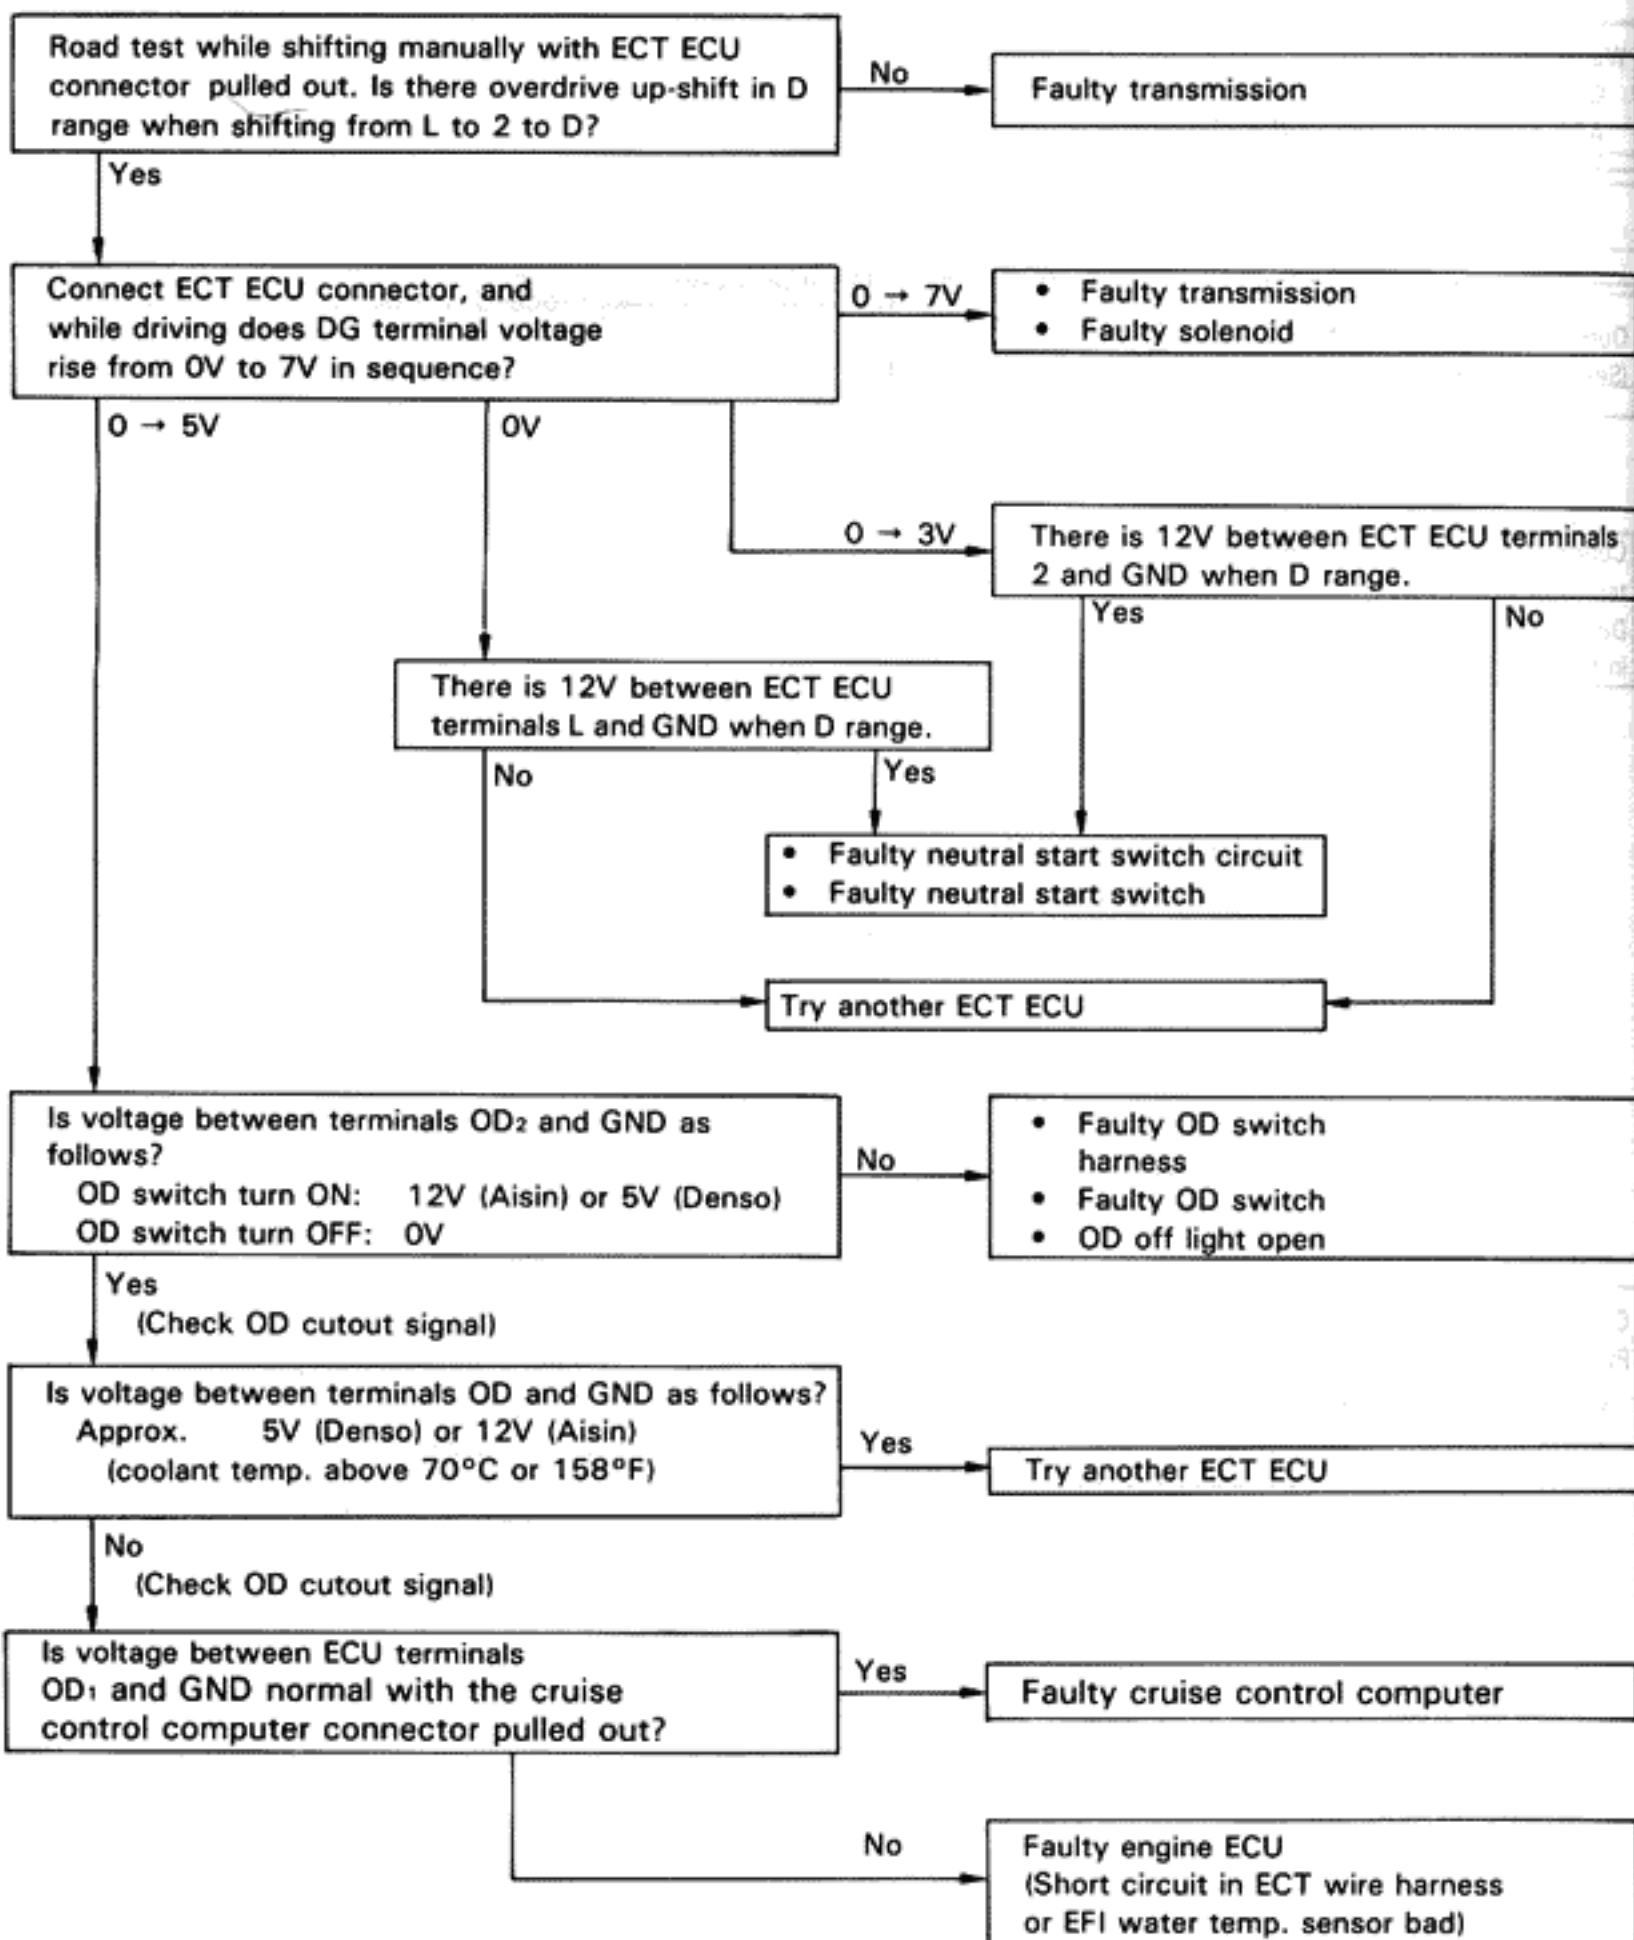 Road test while shifting manually with ECT ECU
connector pulled out. Is there overdrive up-shift in D
range when shifting from L to 2 to D?
No
Faulty transmission
Yes
Connect ECT ECU connector, and
while driving does DG terminal voltage
rise from 0V to 7V in sequence?
0 → 7V
• Faulty transmission
• Faulty solenoid
0 → 5V
0V
0 → 3V
There is 12V between ECT ECU terminals
2 and GND when D range.
Yes
No
There is 12V between ECT ECU
terminals L and GND when D range.
No
Yes
• Faulty neutral start switch circuit
• Faulty neutral start switch
Try another ECT ECU
Is voltage between terminals OD₂ and GND as
follows?
OD switch turn ON: 12V (Aisin) or 5V (Denso)
OD switch turn OFF: 0V
No
• Faulty OD switch
harness
• Faulty OD switch
• OD off light open
Yes
(Check OD cutout signal)
Is voltage between terminals OD and GND as follows?
Approx. 5V (Denso) or 12V (Aisin)
(coolant temp. above 70°C or 158°F)
Yes
Try another ECT ECU
No
(Check OD cutout signal)
Is voltage between ECU terminals
OD₁ and GND normal with the cruise
control computer connector pulled out?
Yes
Faulty cruise control computer
No
Faulty engine ECU
(Short circuit in ECT wire harness
or EFI water temp. sensor bad)